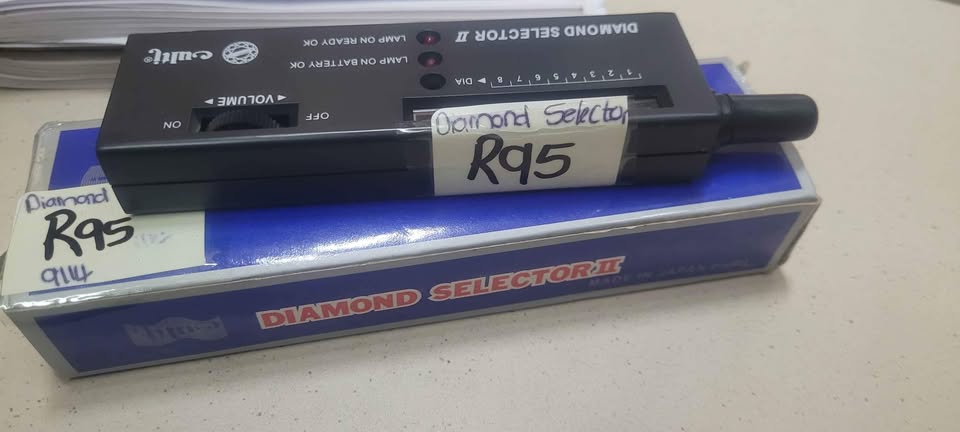 DIAMOND SELECTOR II
LAMP ON READY OK
LAMP ON BATTERY OK
DIA ▶ 8 7 6 5 4 3 2 1
culti®
◀ VOLUME ▶
OFF
ON
Diamond Selector
R95
Diamond
R95
9114
DIAMOND SELECTOR II
MADE IN JAPAN